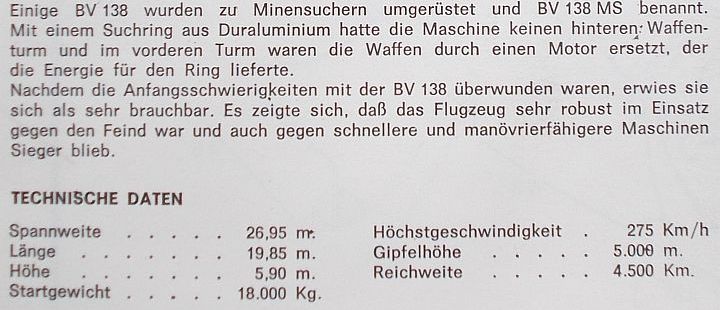 Einige BV 138 wurden zu Minensuchern umgerüstet und BV 138 MS benannt.
Mit einem Suchring aus Duraluminium hatte die Maschine keinen hinteren Waffen-
turm und im vorderen Turm waren die Waffen durch einen Motor ersetzt, der
die Energie für den Ring lieferte.
Nachdem die Anfangsschwierigkeiten mit der BV 138 überwunden waren, erwies sie
sich als sehr brauchbar. Es zeigte sich, daß das Flugzeug sehr robust im Einsatz
gegen den Feind war und auch gegen schnellere und manövrierfähigere Maschinen
Sieger blieb.
TECHNISCHE DATEN
Spannweite . . . . . 26,95 m.
Länge . . . . . . 19,85 m.
Höhe . . . . . . 5,90 m.
Startgewicht . . . . . 18.000 Kg.
Höchstgeschwindigkeit . 275 Km/h
Gipfelhöhe . . . . . 5.000 m.
Reichweite . . . . . 4.500 Km.